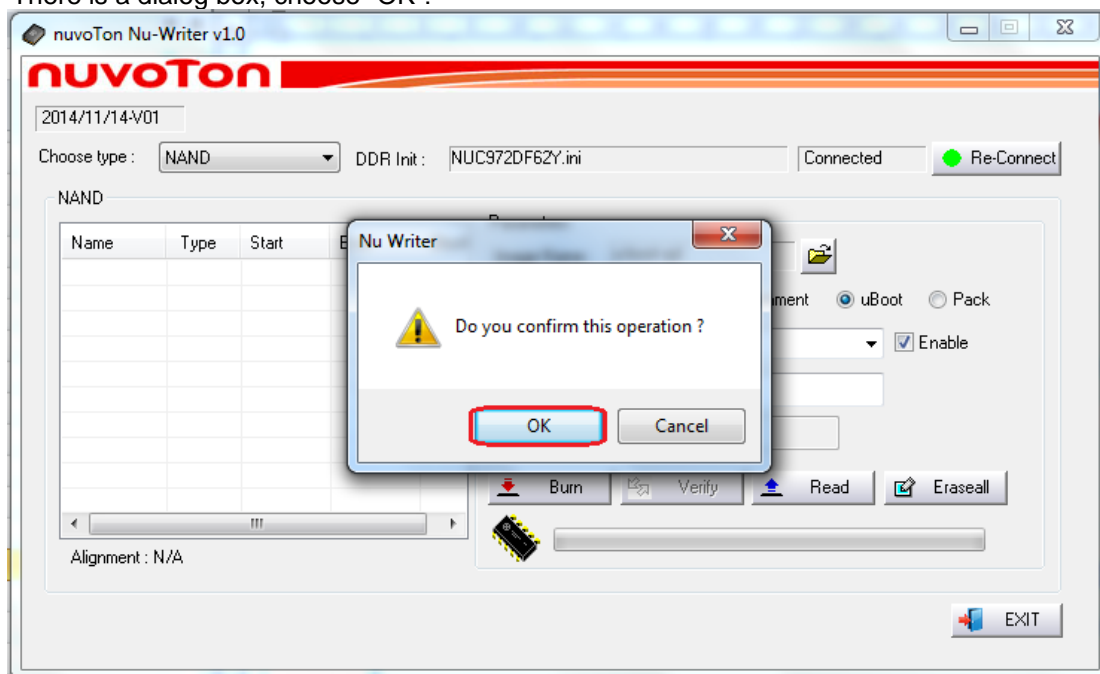 There is a dialog box, choose "OK".
nuvoTon Nu-Writer v1.0
nuvoTon
2014/11/14-V01
Choose type : NAND DDR Init : NUC972DF62Y.ini Connected Re-Connect
NAND
Name Type Start
Nu Writer
Do you confirm this operation ?
OK Cancel
uBoot Pack
Enable
Burn Verify Read Eraseall
Alignment : N/A
EXIT